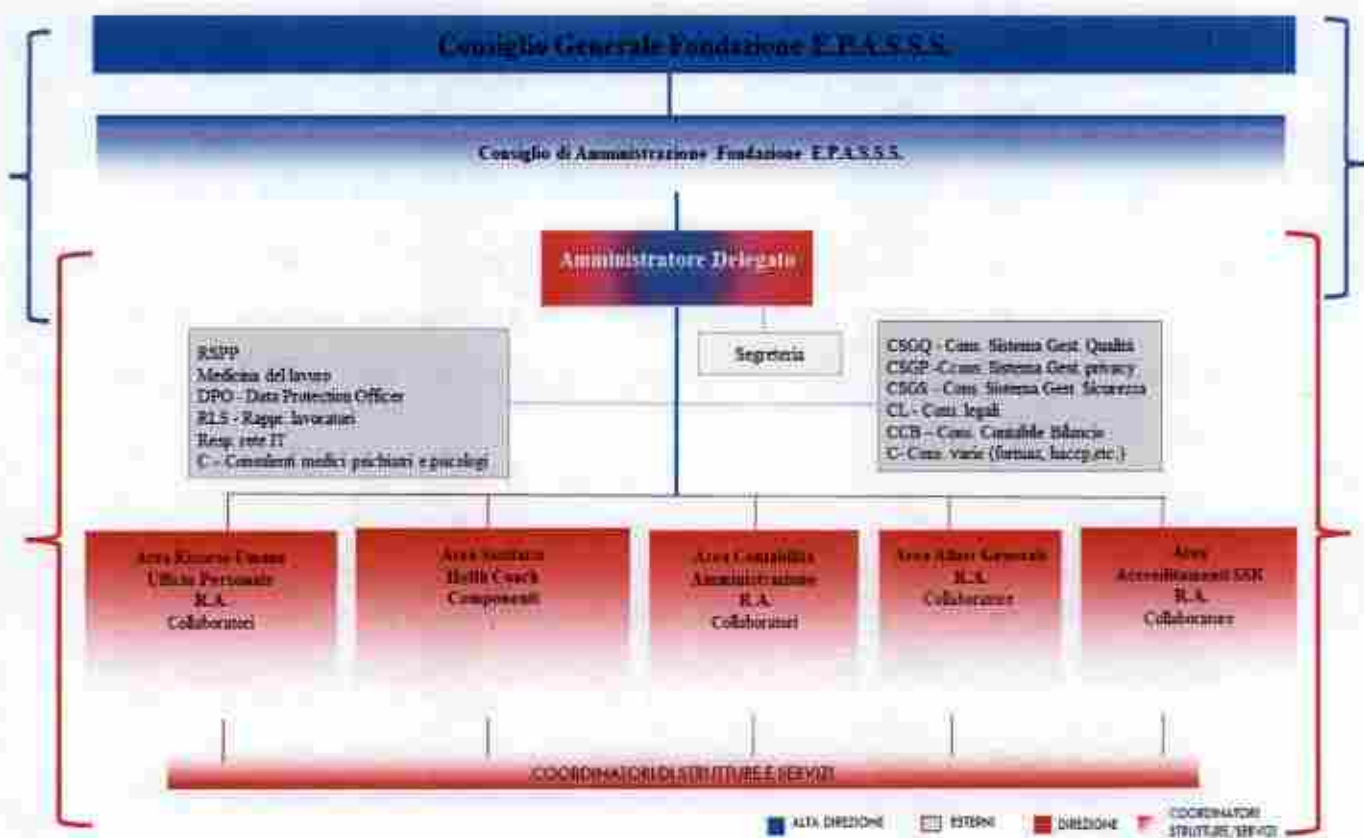 Consiglio Generale Fondazione E.P.A.S.S.S.
Consiglio di Amministrazione Fondazione E.P.A.S.S.S.
Amministratore Delegato
RSPP
Medicina del lavoro
DPO - Data Protection Officer
RLS - Rappr. lavoratori
Resp. rete IT
C - Consulenti medici psichiatri e psicologi
Segreteria
CSGQ - Cons. Sistema Gest. Qualità
CSGP -Cons. Sistema Gest. privacy
CSGS - Cons. Sistema Gest. Sicurezza
CL - Cons. legali
CCB - Cons. Contabile Bilancio
C- Cons. varie (formaz, haccp,etc.)
Area Risorse Umane
Ufficio Personale
R.A.
Collaboratori
Area Sanitaria
Coach
Componenti
Area Contabilità
Amministrazione
R.A.
Collaboratori
Area Affari Generali
R.A.
Collaboratore
Area
Accreditamenti
R.A.
Collaboratore
COORDINATORI DI STRUTTURE E SERVIZI
ALTA DIREZIONE
ESTERNI
DIREZIONE
COORDINATORI
STRUTTURE/SERVIZI